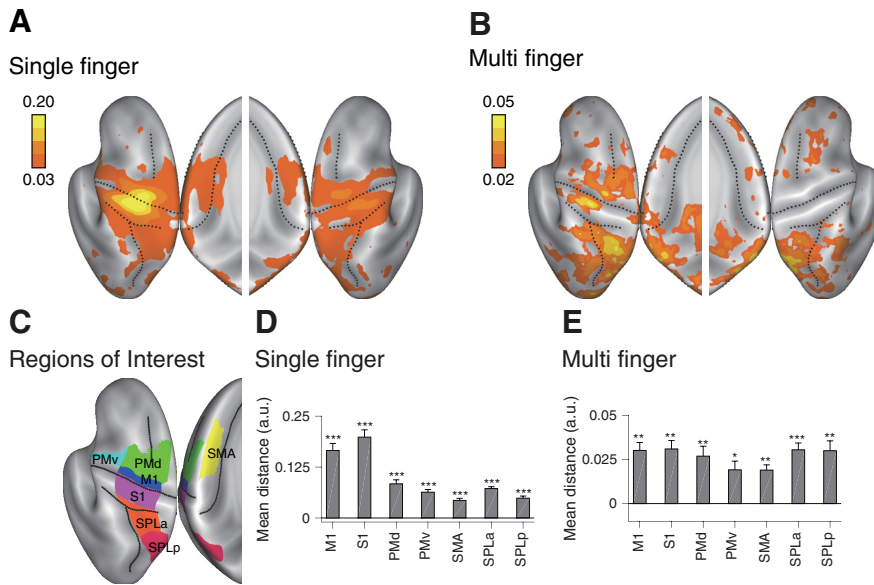 A
Single finger
0.20
0.03
B
Multi finger
0.05
0.02
C
Regions of Interest
PMv
PMd
M1
S1
SPLa
SPLp
SMA
D
Single finger
Mean distance (a.u.)
0.25
0.125
0
***
***
***
***
***
***
***
M1
S1
PMd
PMv
SMA
SPLa
SPLp
E
Multi finger
Mean distance (a.u.)
0.05
0.025
0
**
**
**
*
**
***
**
M1
S1
PMd
PMv
SMA
SPLa
SPLp